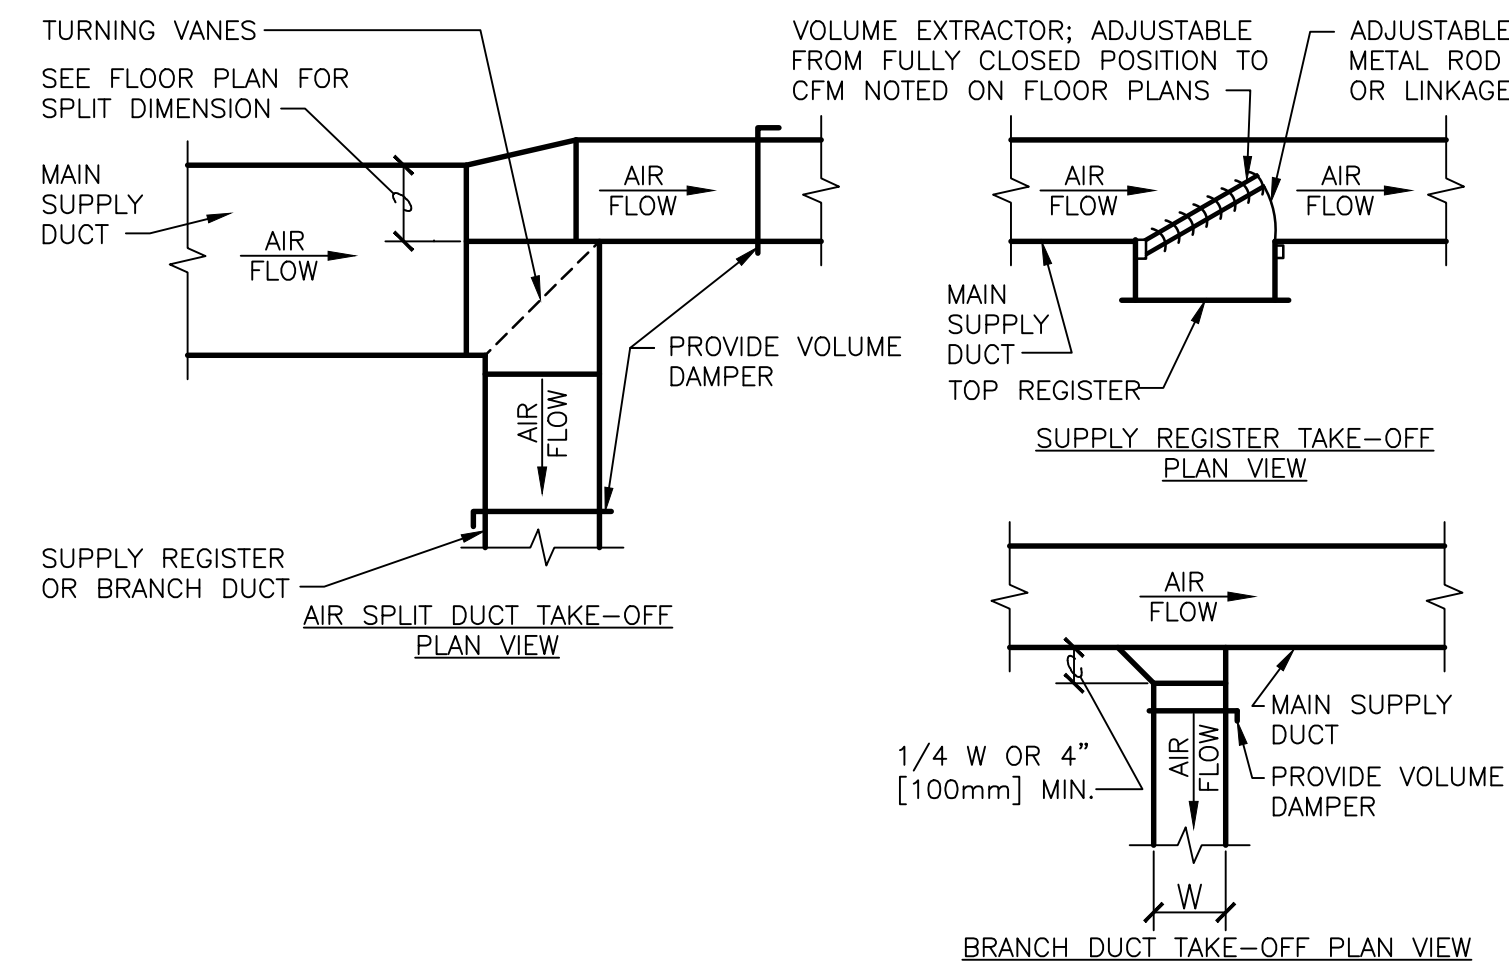 TURNING VANES
SEE FLOOR PLAN FOR
SPLIT DIMENSION
MAIN
SUPPLY
DUCT
AIR
FLOW
AIR
FLOW
PROVIDE VOLUME
DAMPER
AIR
FLOW
SUPPLY REGISTER
OR BRANCH DUCT
AIR SPLIT DUCT TAKE-OFF
PLAN VIEW
VOLUME EXTRACTOR; ADJUSTABLE
FROM FULLY CLOSED POSITION TO
CFM NOTED ON FLOOR PLANS
ADJUSTABLE
METAL ROD
OR LINKAGE
AIR
FLOW
AIR
FLOW
MAIN
SUPPLY
DUCT
TOP REGISTER
SUPPLY REGISTER TAKE-OFF
PLAN VIEW
AIR
FLOW
MAIN SUPPLY
DUCT
1/4 W OR 4”
[100mm] MIN.
AIR
FLOW
PROVIDE VOLUME
DAMPER
W
BRANCH DUCT TAKE-OFF PLAN VIEW